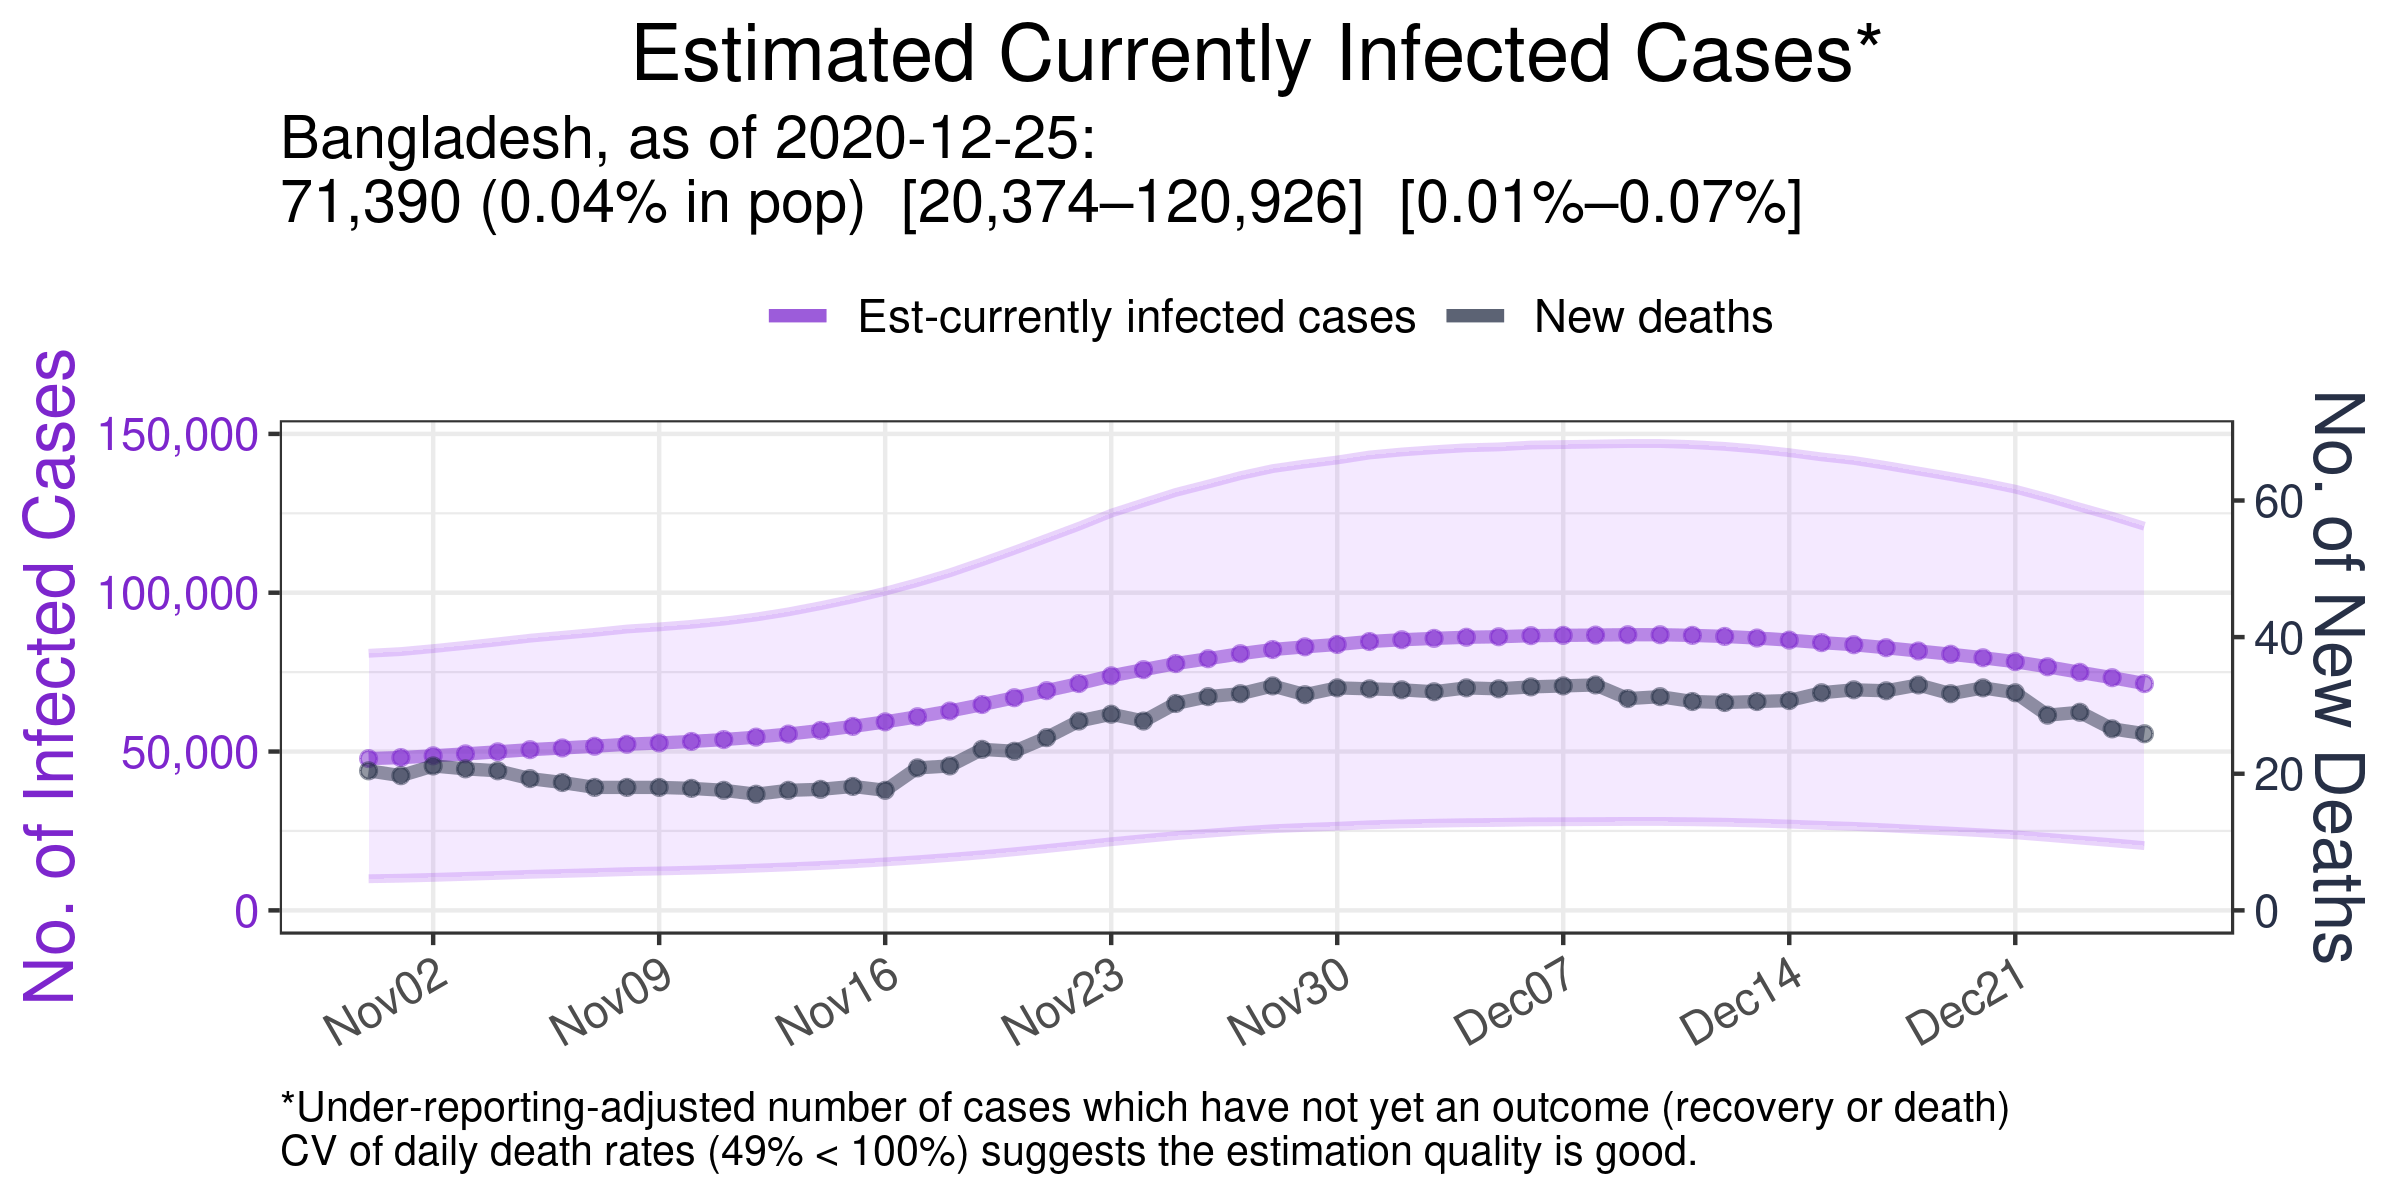 Estimated Currently Infected Cases*
Bangladesh, as of 2020-12-25:
71,390 (0.04% in pop)  [20,374–120,926]  [0.01%–0.07%]
Est-currently infected cases
New deaths
No. of Infected Cases
150,000
100,000
50,000
0
No. of New Deaths
60
40
20
0
Nov02
Nov09
Nov16
Nov23
Nov30
Dec07
Dec14
Dec21
*Under-reporting-adjusted number of cases which have not yet an outcome (recovery or death)
CV of daily death rates (49% < 100%) suggests the estimation quality is good.